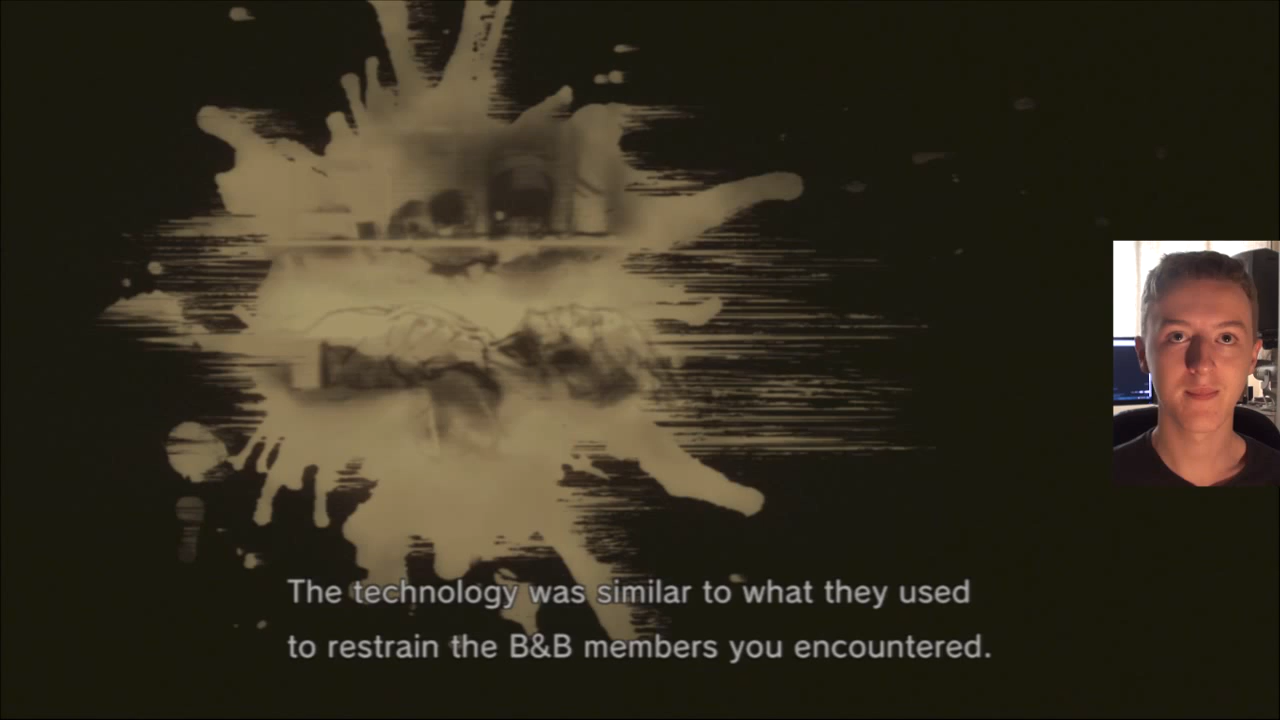 The technology was similar to what they used
to restrain the B&B members you encountered.